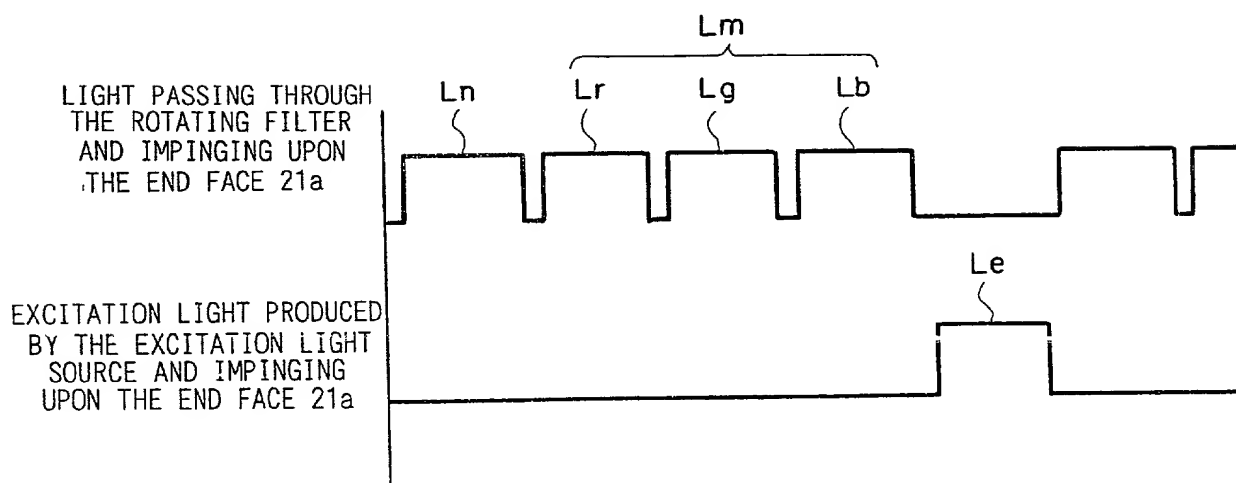 Lm
LIGHT PASSING THROUGH
THE ROTATING FILTER
AND IMPINGING UPON
THE END FACE 21a
Ln Lr Lg Lb
Le
EXCITATION LIGHT PRODUCED
BY THE EXCITATION LIGHT
SOURCE AND IMPINGING
UPON THE END FACE 21a